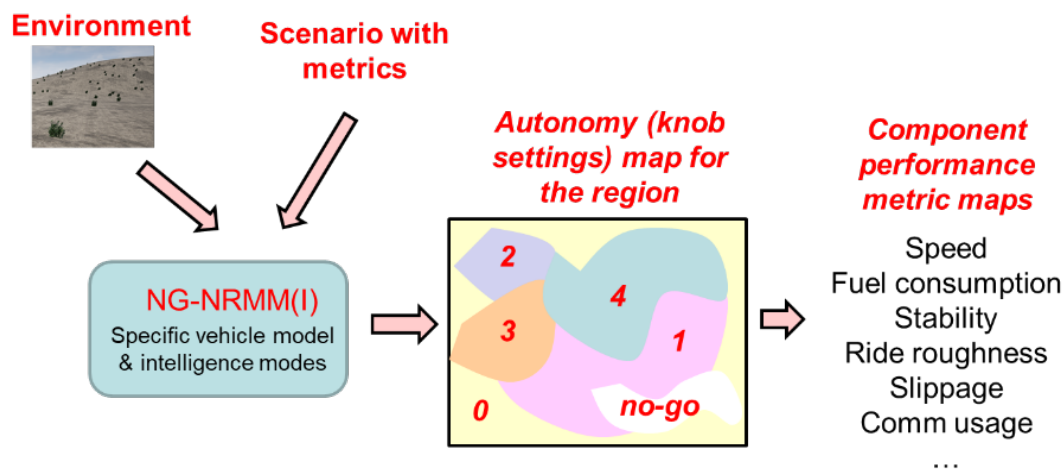 Environment
Scenario with
metrics
NG-NRMM(I)
Specific vehicle model
& intelligence modes
Autonomy (knob
settings) map for
the region
2
4
3
1
0
no-go
Component
performance
metric maps
Speed
Fuel consumption
Stability
Ride roughness
Slippage
Comm usage
...